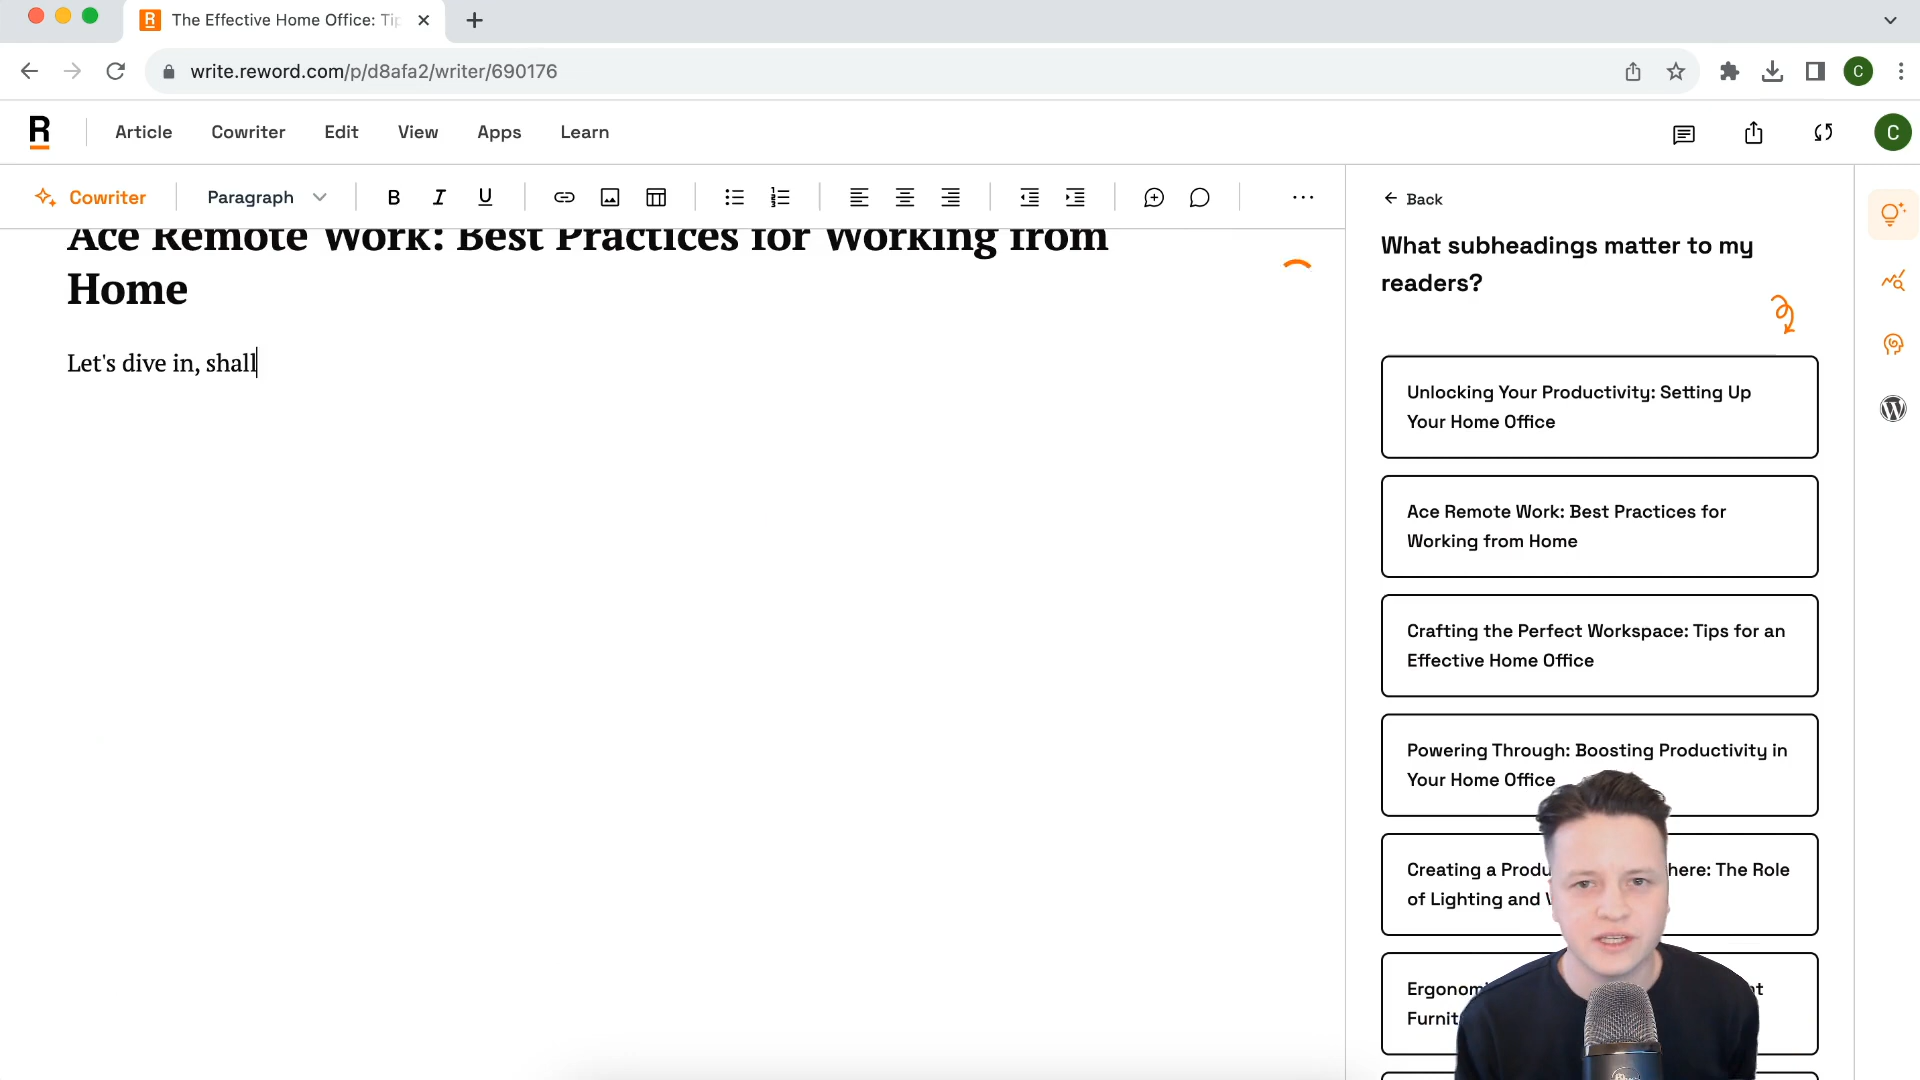 The Effective Home Office: Tip
write.reword.com/p/d8afa2/writer/690176
C
R Article Cowriter Edit View Apps Learn
C
Cowriter Paragraph B I U
Ace Remote Work: Best Practices for Working from
Home
Let's dive in, shall
Back
What subheadings matter to my
readers?
Unlocking Your Productivity: Setting Up
Your Home Office
Ace Remote Work: Best Practices for
Working from Home
Crafting the Perfect Workspace: Tips for an
Effective Home Office
Powering Through: Boosting Productivity in
Your Home Office
Creating a The Role
of Lighting and